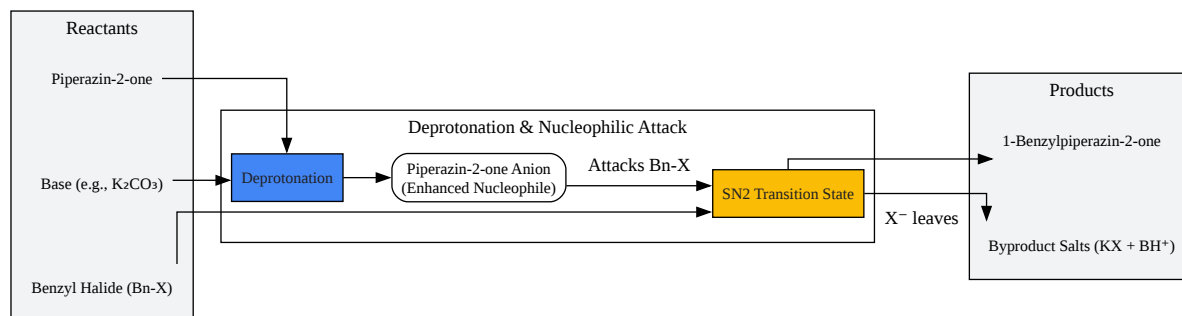 Reactants
Piperazin-2-one
Base (e.g., K₂CO₃)
Benzyl Halide (Bn-X)
Deprotonation & Nucleophilic Attack
Deprotonation
Piperazin-2-one Anion
(Enhanced Nucleophile)
Attacks Bn-X
SN2 Transition State
X⁻ leaves
Products
1-Benzylpiperazin-2-one
Byproduct Salts (KX + BH⁺)